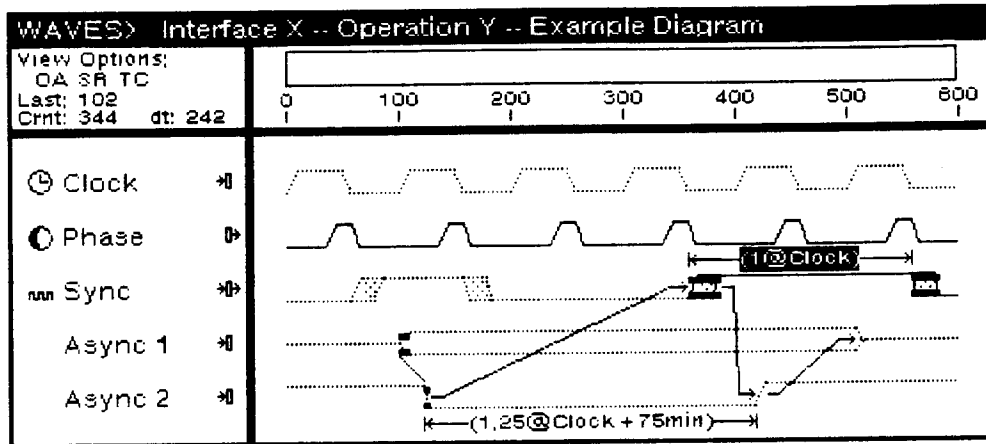 WAVES> Interface X -- Operation Y -- Example Diagram
View Options:
OA SR TC
Last: 102
Crnt: 344 dt: 242
0 100 200 300 400 500 600
Clock
Phase
(1@Clock)
Sync
Async 1
Async 2
(1,25@Clock+75min)